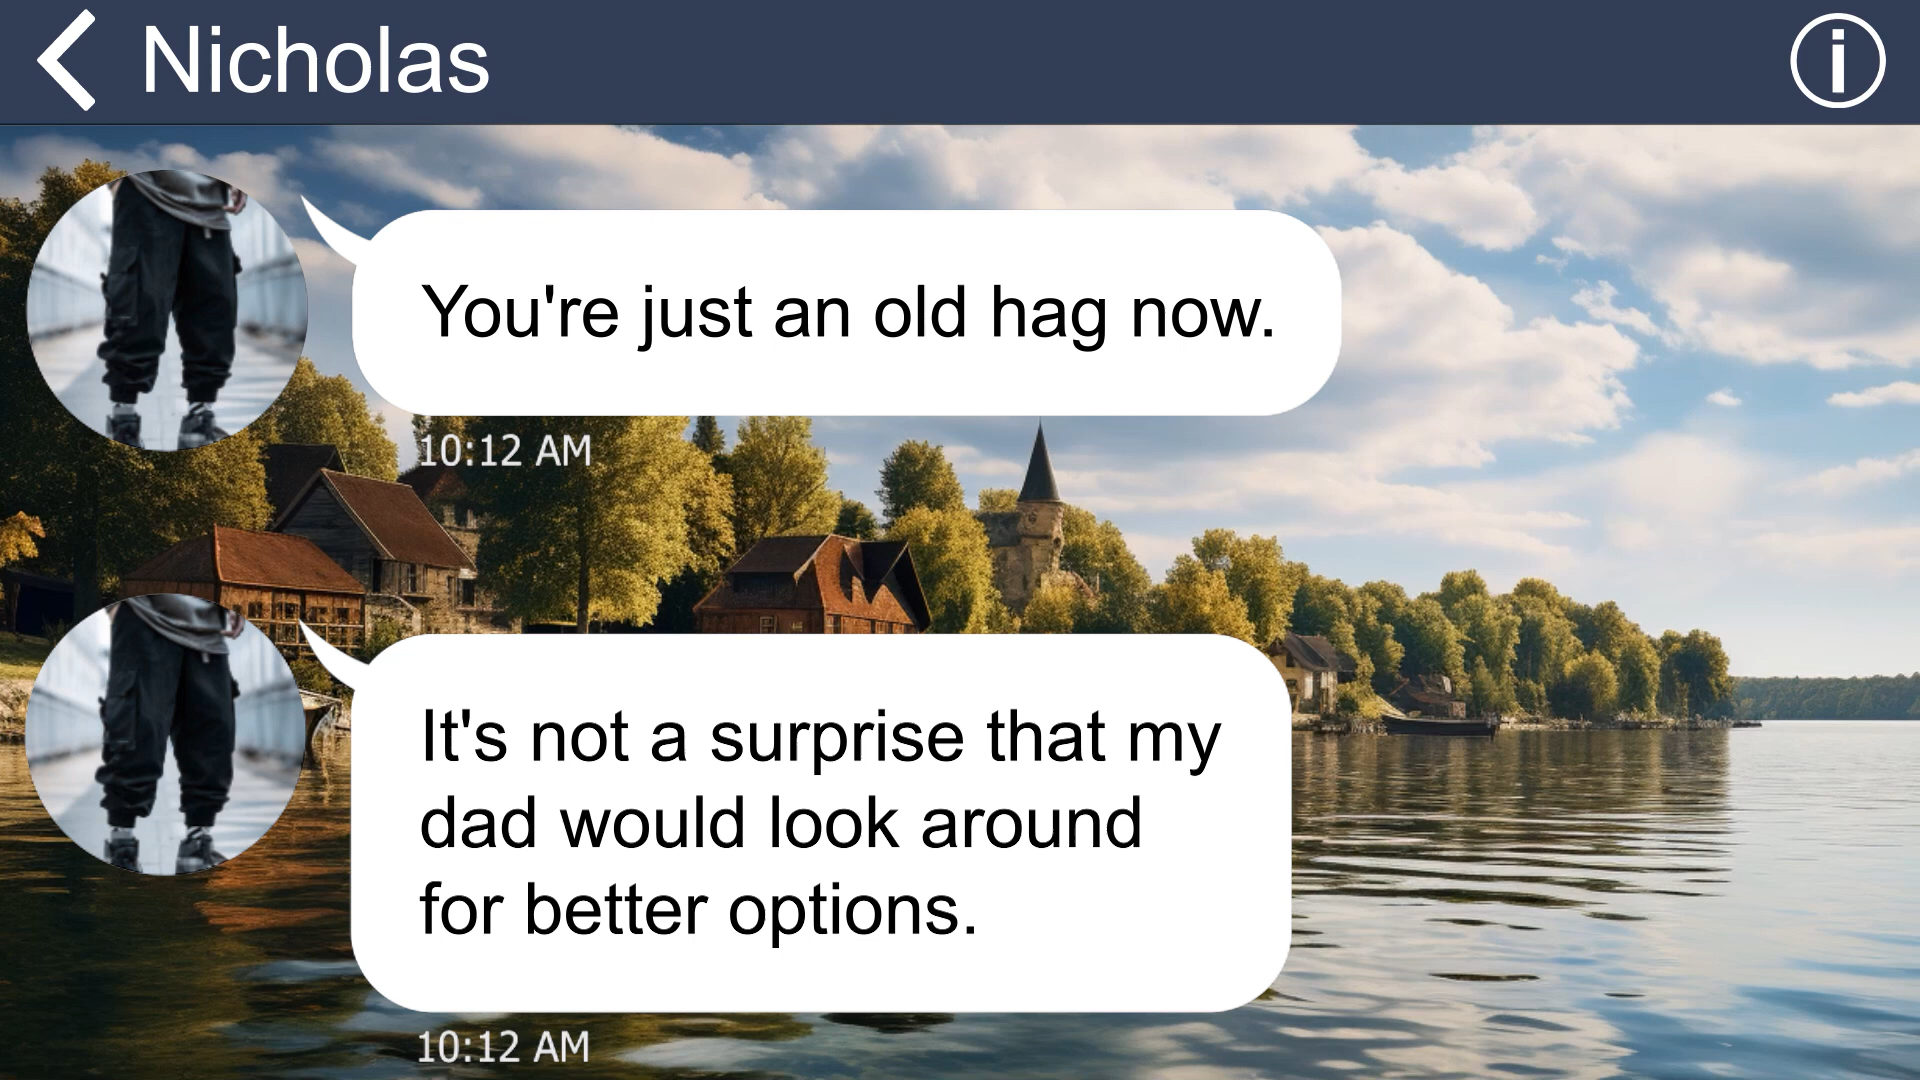 Nicholas
You're just an old hag now.
10:12 AM
It's not a surprise that my
dad would look around
for better options.
10:12 AM